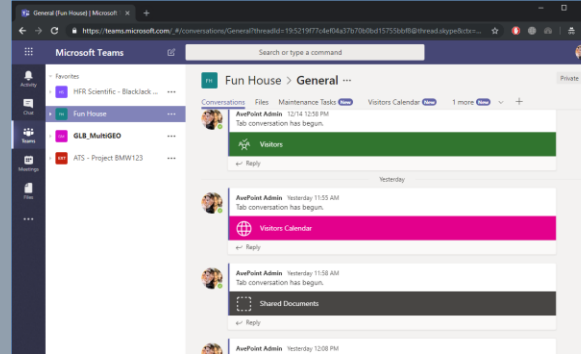 General (Fun House) | Microsoft
https://teams.microsoft.com/_#/conversations/General?threadId=19:5219f77c4ef04a37b70b0bd15755bbf8@thread.skype&ctx=...
Microsoft Teams
Search or type a command
Activity
Chat
Teams
Meetings
Files
Favorites
HFR Scientific - BlackJack ...
Fun House
GLB_MultiGEO
ATS - Project BMW123
FH
Fun House > General ...
Private
Conversations Files Maintenance Tasks New Visitors Calendar New 1 more New
AvePoint Admin 12/14 12:58 PM
Tab conversation has begun.
Visitors
Reply
Yesterday
AvePoint Admin Yesterday 11:55 AM
Tab conversation has begun.
Visitors Calendar
Reply
AvePoint Admin Yesterday 11:58 AM
Tab conversation has begun.
Shared Documents
Reply
AvePoint Admin Yesterday 12:08 PM